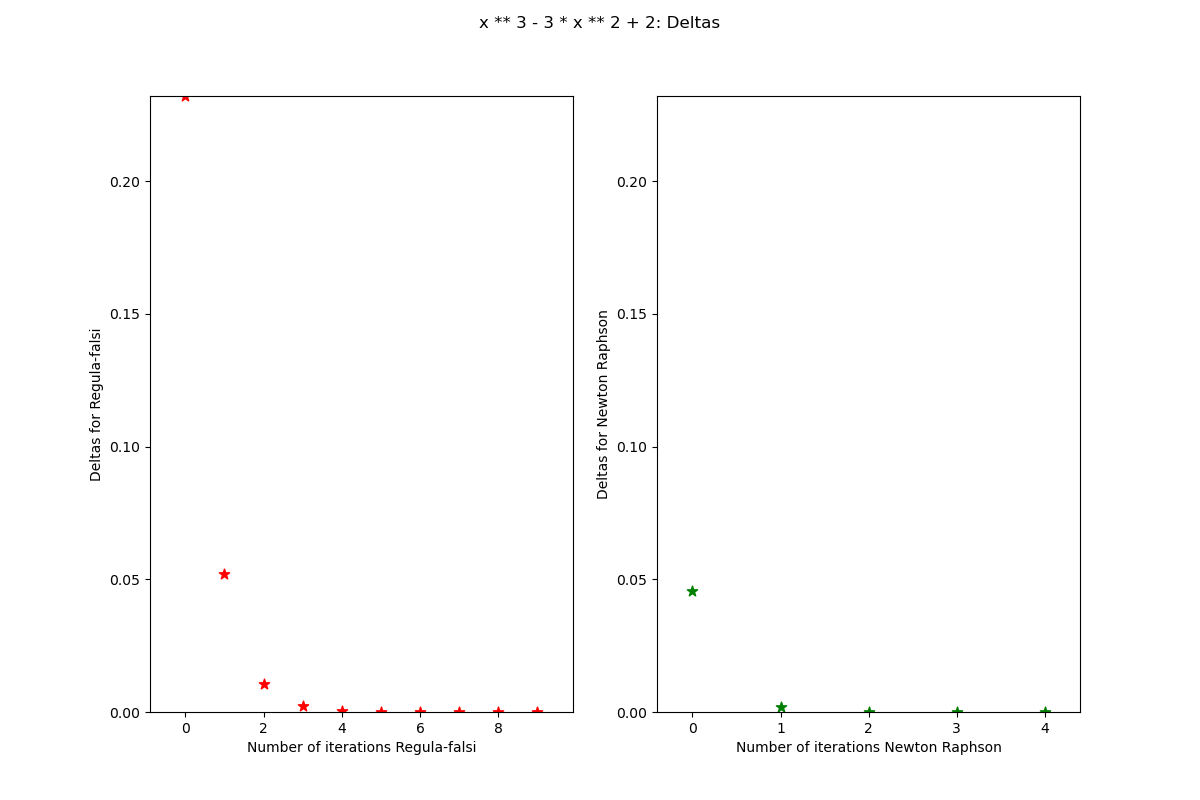 x ** 3 - 3 * x ** 2 + 2: Deltas
Deltas for Regula-falsi
0.20
0.15
0.10
0.05
0.00
0 2 4 6 8
Number of iterations Regula-falsi
Deltas for Newton Raphson
0.20
0.15
0.10
0.05
0.00
0 1 2 3 4
Number of iterations Newton Raphson